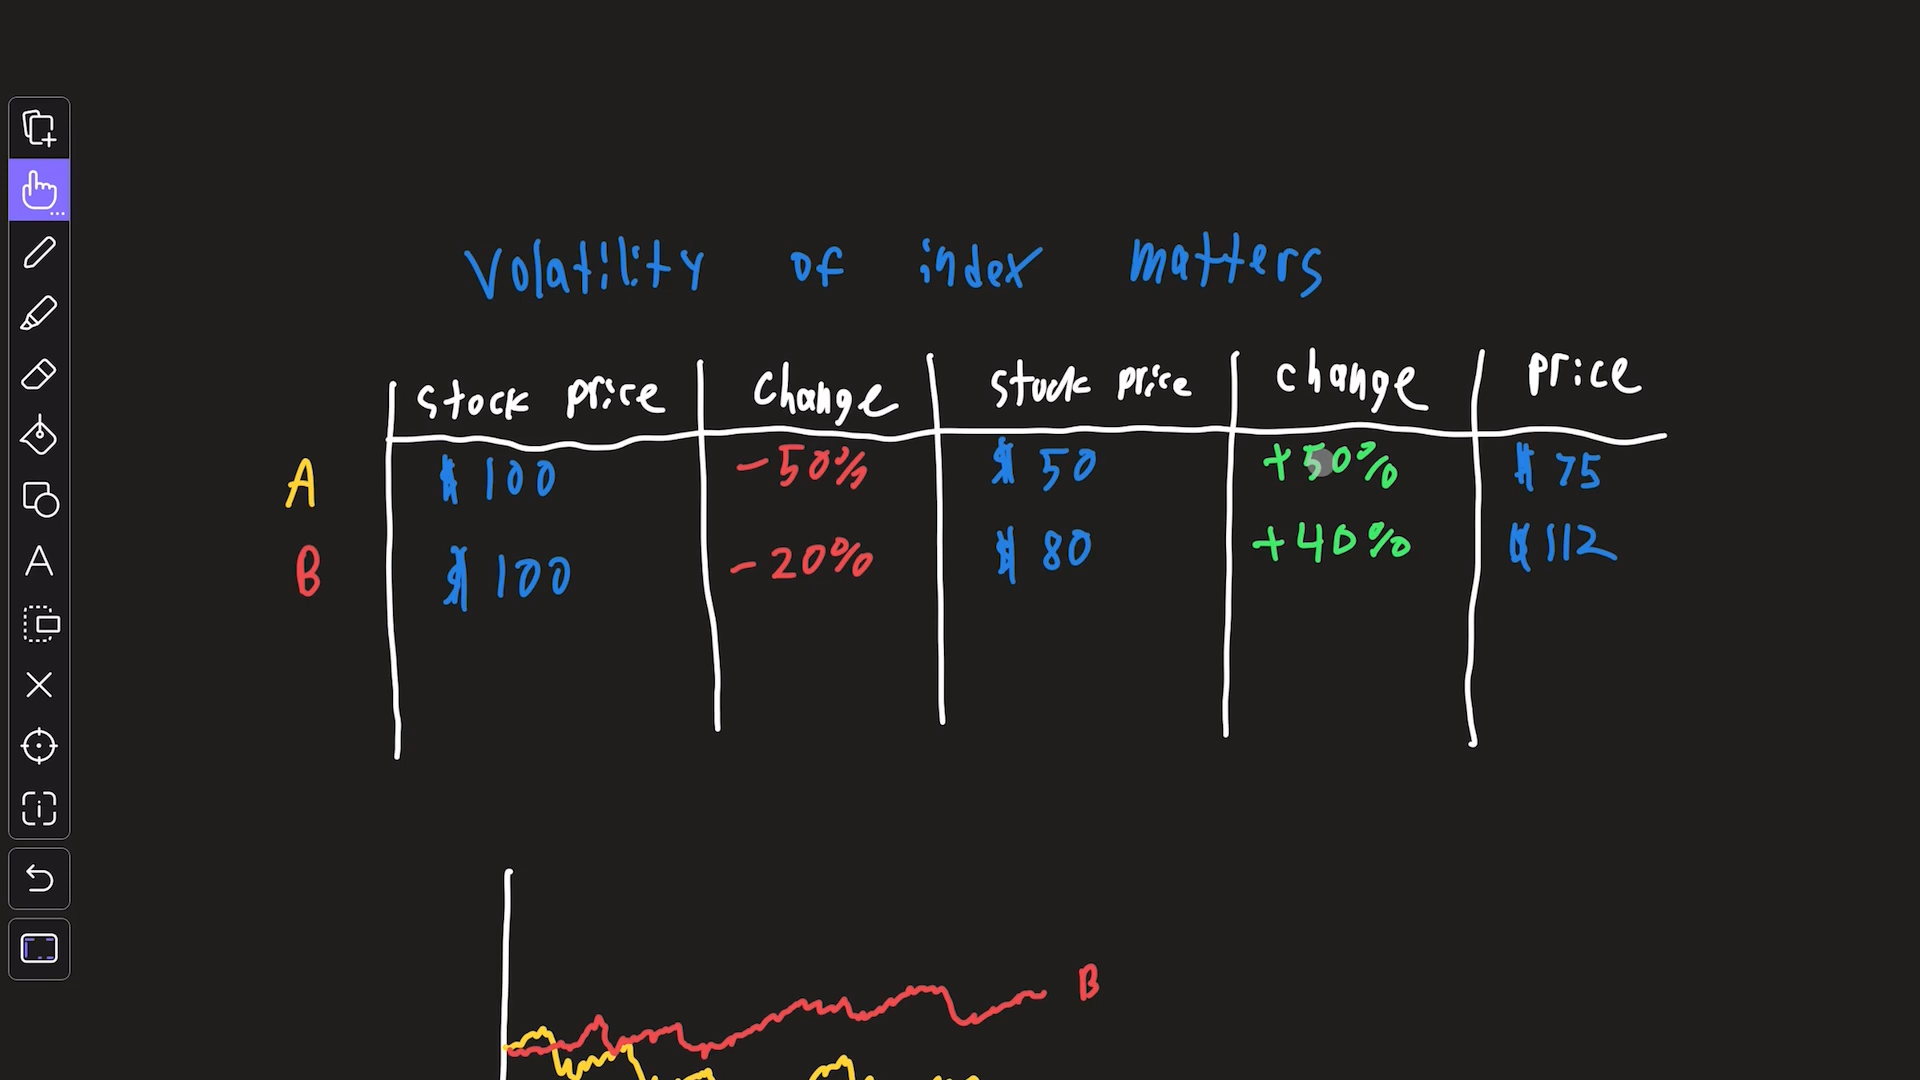 Volatility of index matters
stock price change stock price change price
A $ 100 -50% $ 50 +50% $ 75
B $ 100 -20% $ 80 +40% $ 112
B
A